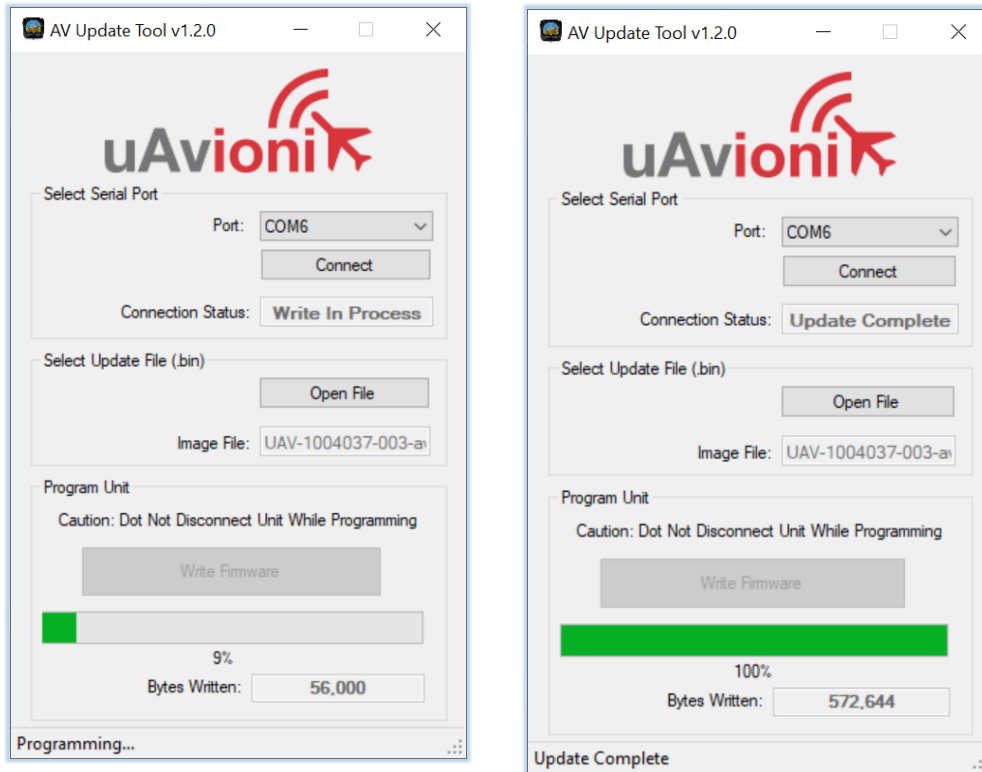 AV Update Tool v1.2.0
uAvionix
Select Serial Port
Port: COM6
Connect
Connection Status: Write In Process
Select Update File (.bin)
Open File
Image File: UAV-1004037-003-av
Program Unit
Caution: Dot Not Disconnect Unit While Programming
Write Firmware
9%
Bytes Written: 56,000
Programming...
AV Update Tool v1.2.0
uAvionix
Select Serial Port
Port: COM6
Connect
Connection Status: Update Complete
Select Update File (.bin)
Open File
Image File: UAV-1004037-003-av
Program Unit
Caution: Dot Not Disconnect Unit While Programming
Write Firmware
100%
Bytes Written: 572,644
Update Complete